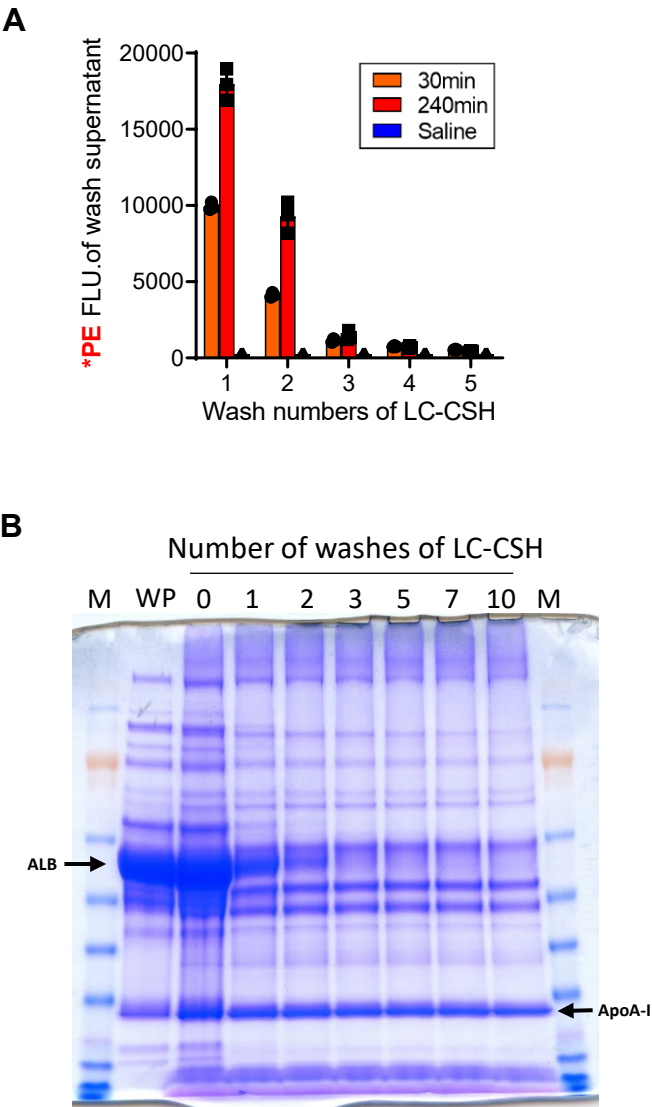 A
*PE FLU.of wash supernatant
20000
15000
10000
5000
0
30min
240min
Saline
1 2 3 4 5
Wash numbers of LC-CSH
B
Number of washes of LC-CSH
M WP 0 1 2 3 5 7 10 M
ALB
ApoA-I